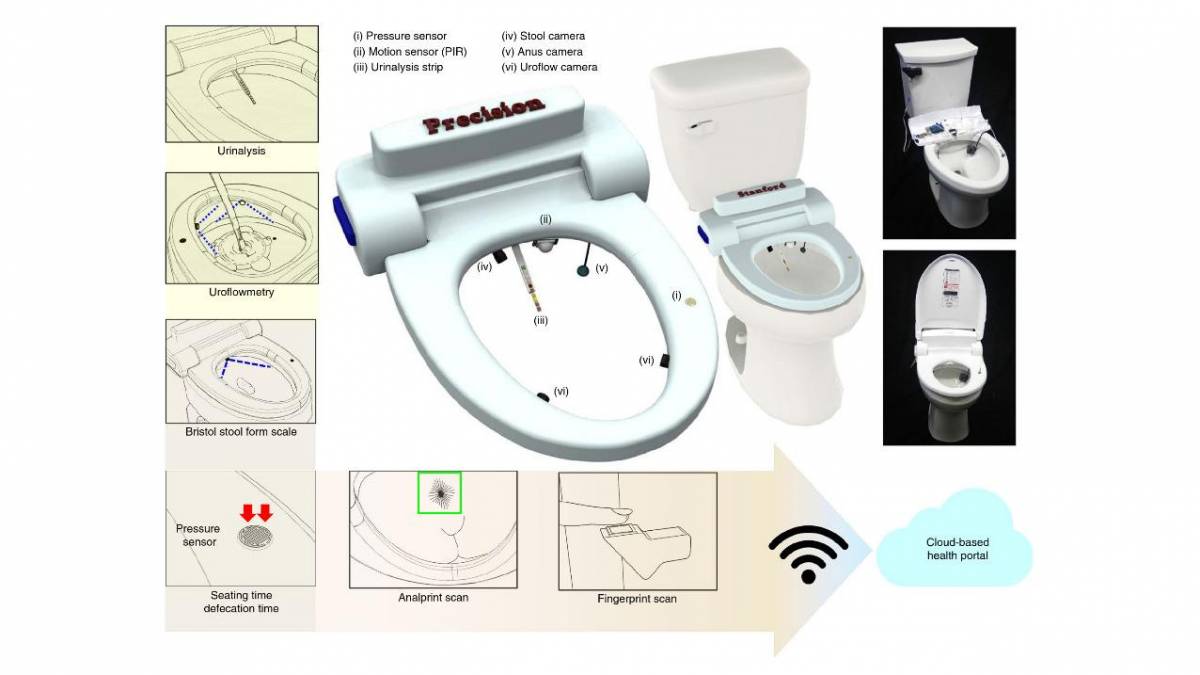 (i) Pressure sensor
(ii) Motion sensor (PIR)
(iii) Urinalysis strip
(iv) Stool camera
(v) Anus camera
(vi) Uroflow camera
Urinalysis
Uroflowmetry
Bristol stool form scale
Precision
(ii)
(iv)
(v)
(iii)
(i)
(vi)
(vi)
Stanford
Pressure
sensor
Seating time
defecation time
Analprint scan
Fingerprint scan
Cloud-based
health portal